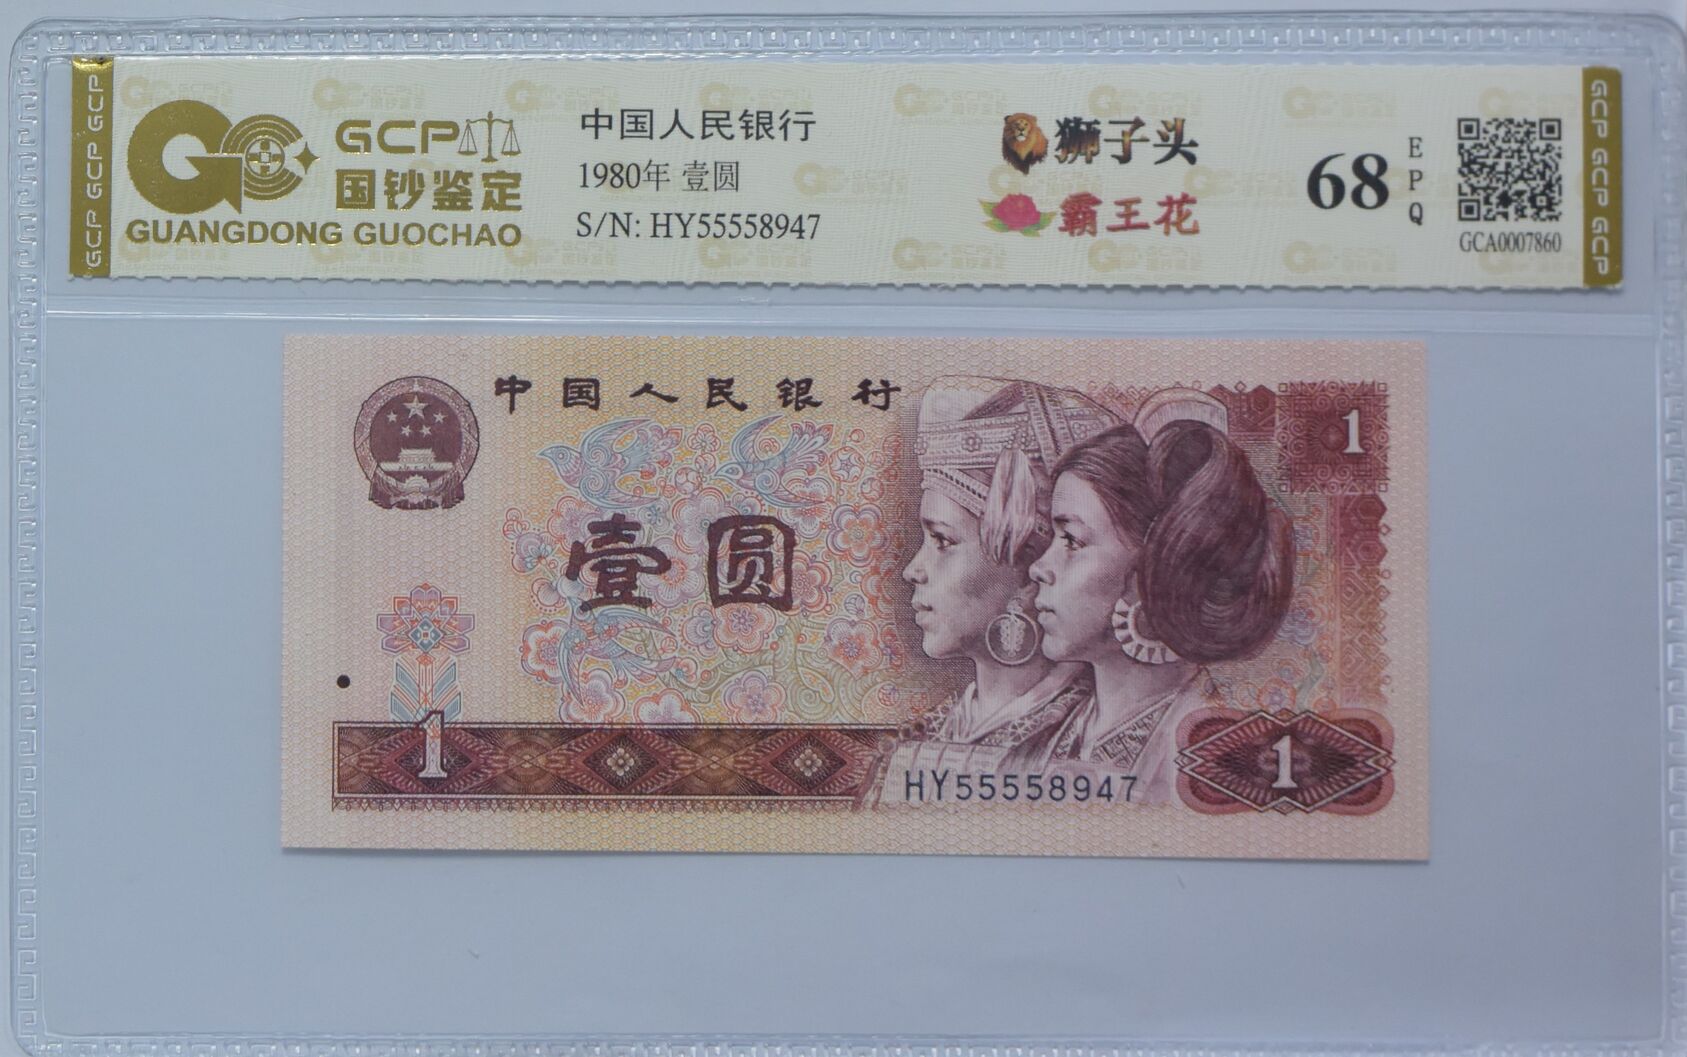 GCP GCP GCP
GCP
国钞鉴定
GUANGDONG GUOCHAO
中国人民银行
1980年 壹圆
S/N: HY55558947
狮子头
霸王花
68
EPQ
GCA0007860
GCP GCP GCP
中国人民银行
1
壹圆
1
HY55558947
1